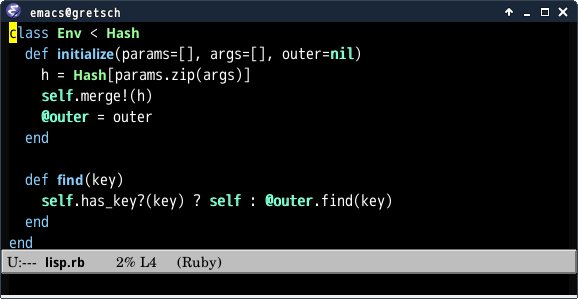 emacs@gretsch
class Env < Hash
  def initialize(params=[], args=[], outer=nil)
    h = Hash[params.zip(args)]
    self.merge!(h)
    @outer = outer
  end

  def find(key)
    self.has_key?(key) ? self : @outer.find(key)
  end
end
U:--- lisp.rb 2% L4 (Ruby)